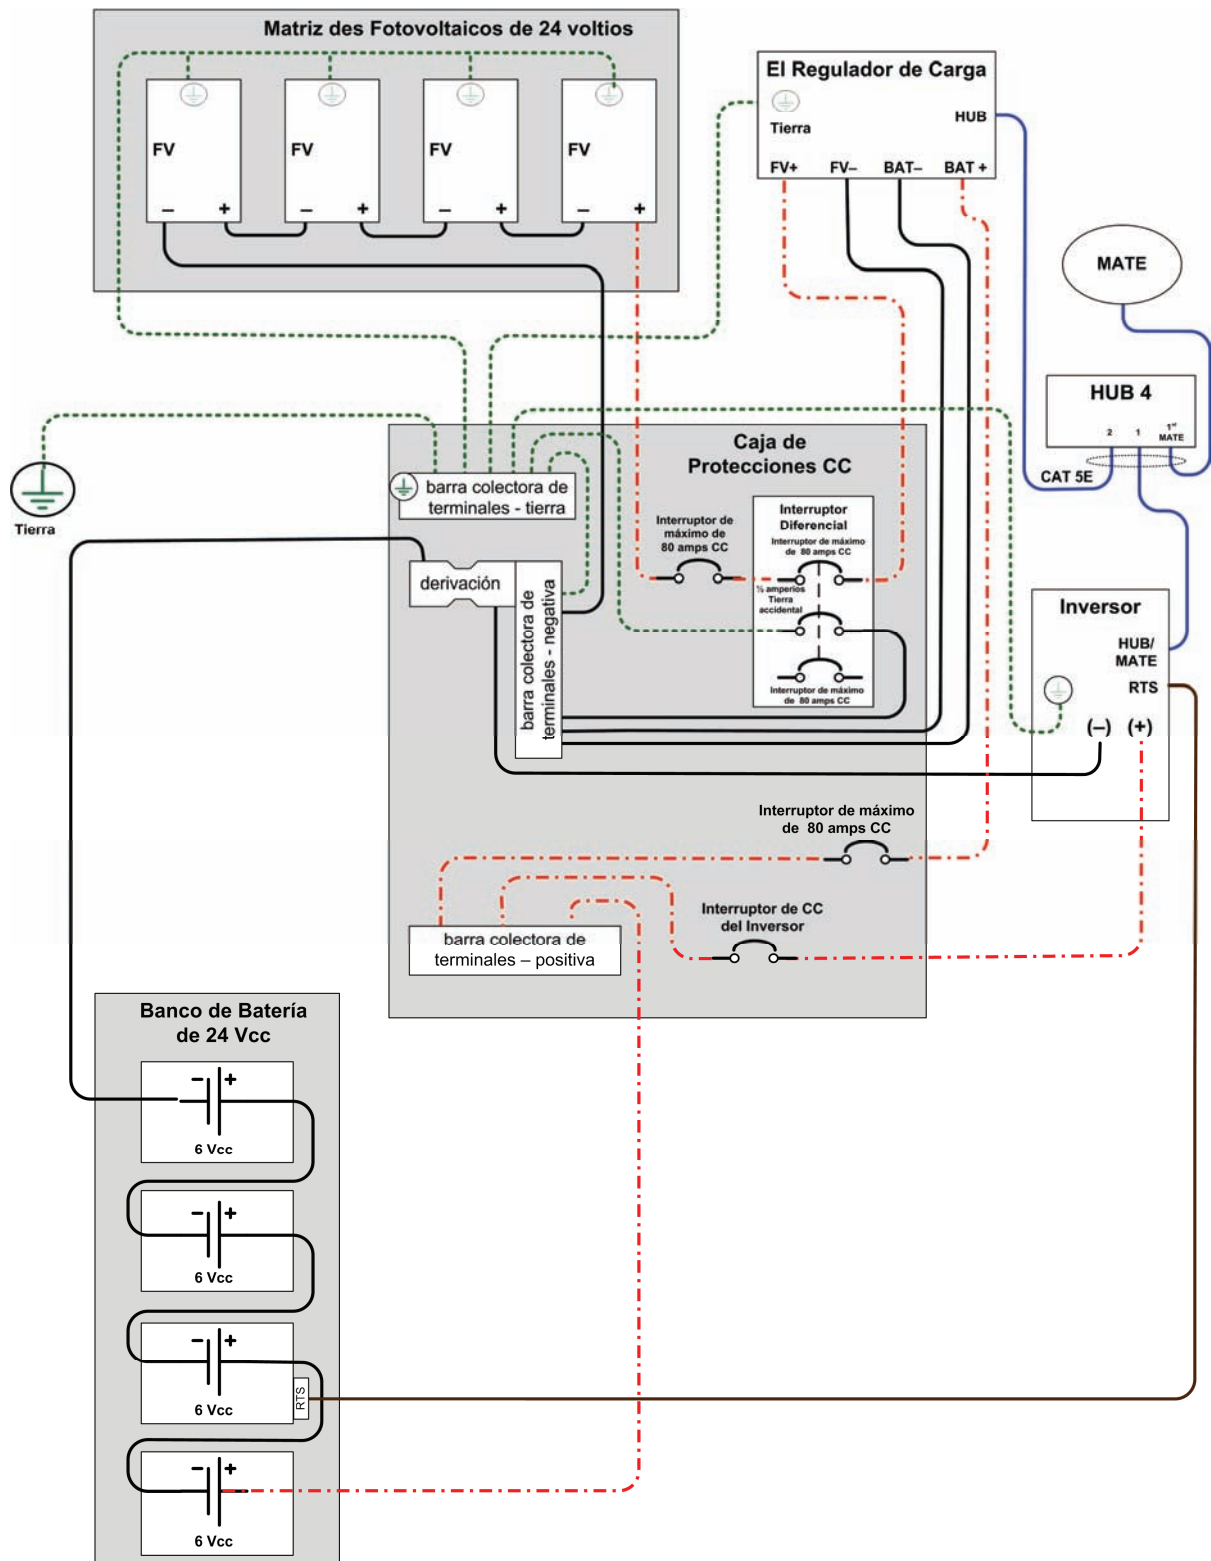 Matriz des Fotovoltaicos de 24 voltios
FV
FV
FV
FV
– +
– +
– +
– +
El Regulador de Carga
HUB
Tierra
FV+ FV– BAT– BAT +
MATE
HUB 4
2 1 1st
MATE
CAT 5E
Tierra
Caja de
Protecciones CC
barra colectora de
terminales - tierra
Interruptor de
máximo de
80 amps CC
Interruptor
Diferencial
Interruptor de máximo
de 80 amps CC
½ amperios
Tierra
accidental
Interruptor de máximo
de 80 amps CC
derivación
barra colectora de
terminales - negativa
Inversor
HUB/
MATE
RTS
(–) (+)
Interruptor de máximo
de 80 amps CC
Interruptor de CC
del Inversor
barra colectora de
terminales – positiva
Banco de Batería
de 24 Vcc
– +
6 Vcc
– +
6 Vcc
– +
6 Vcc
RTS
– +
6 Vcc